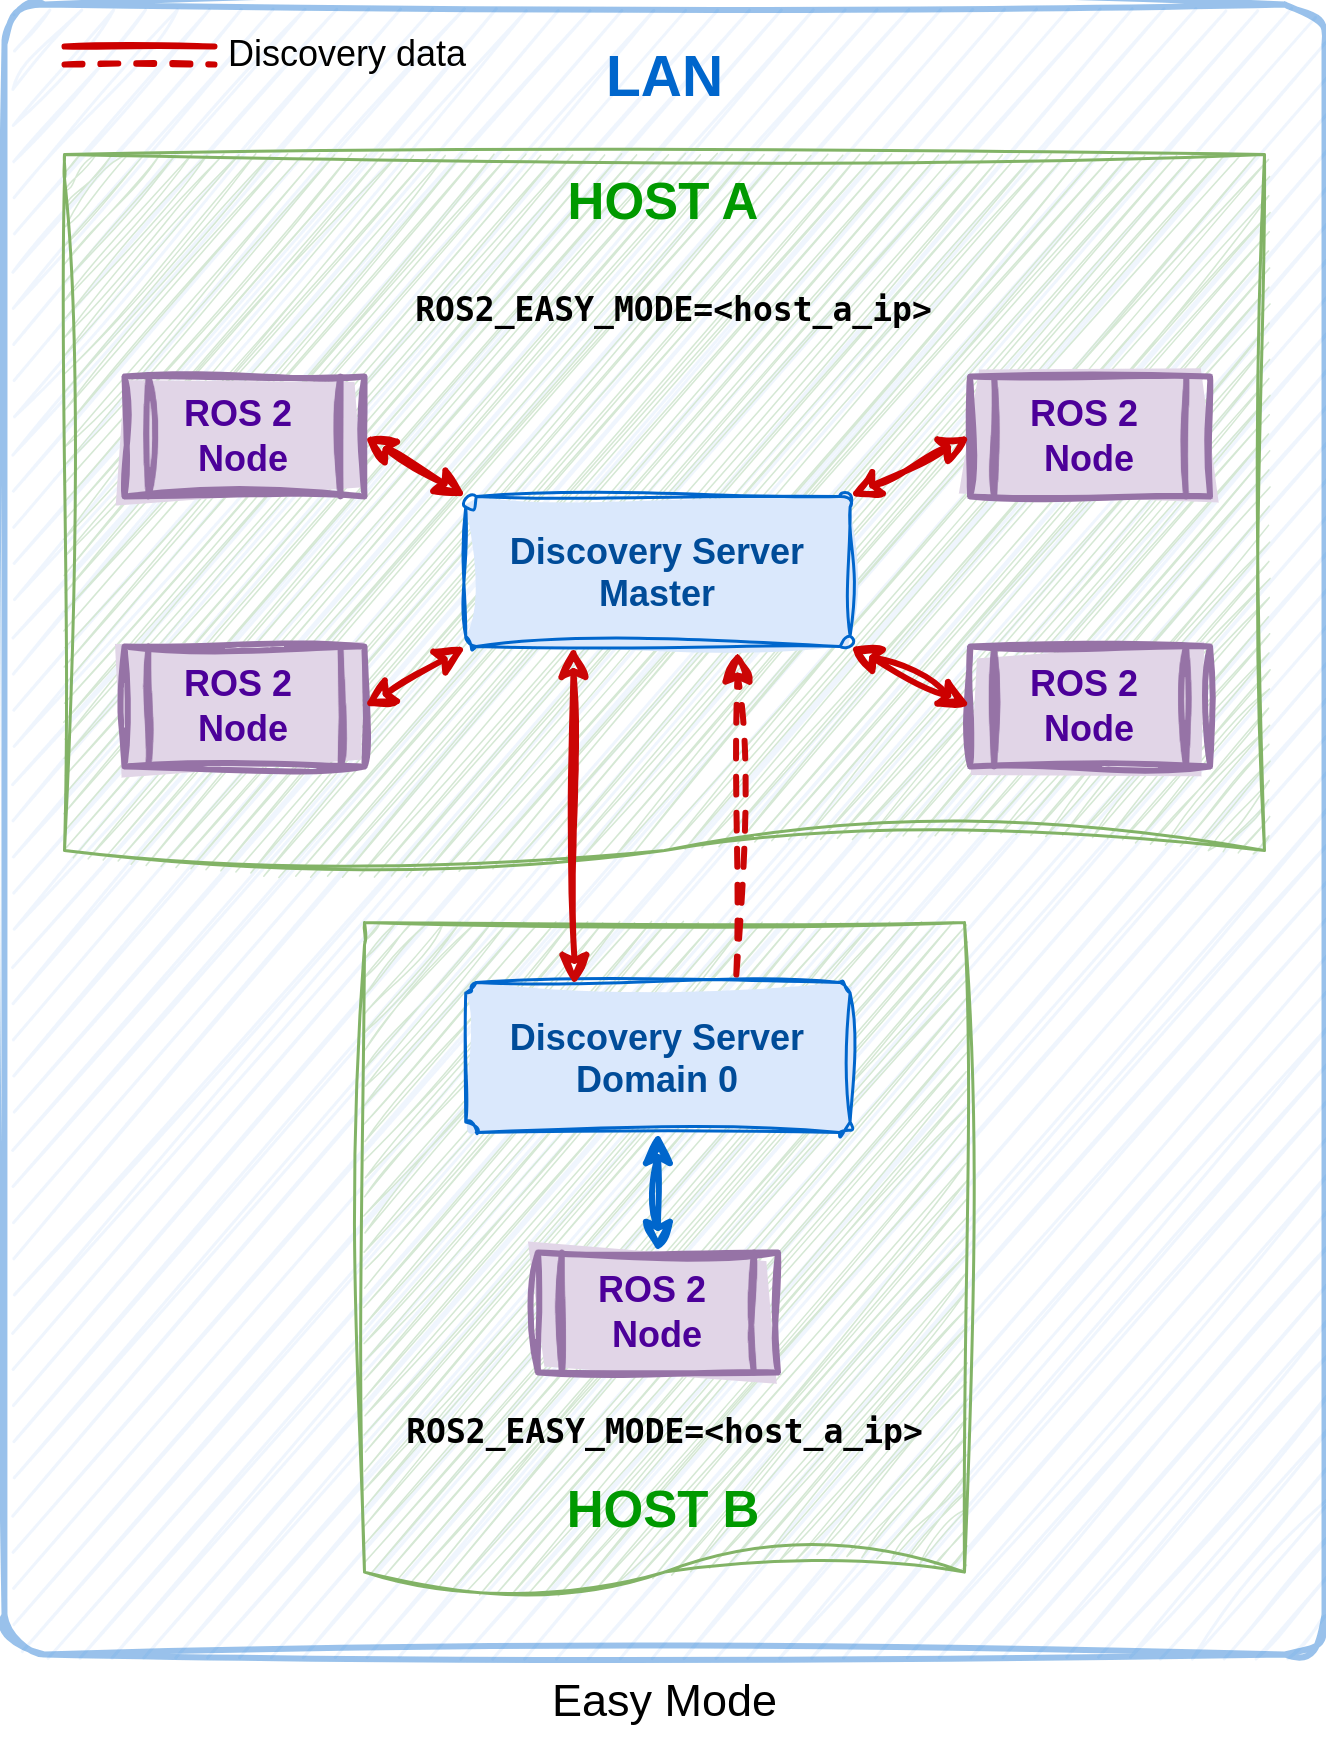 Discovery data
LAN
HOST A
ROS2_EASY_MODE=<host_a_ip>
ROS 2
Node
ROS 2
Node
Discovery Server
Master
ROS 2
Node
ROS 2
Node
Discovery Server
Domain 0
ROS 2
Node
ROS2_EASY_MODE=<host_a_ip>
HOST B
Easy Mode